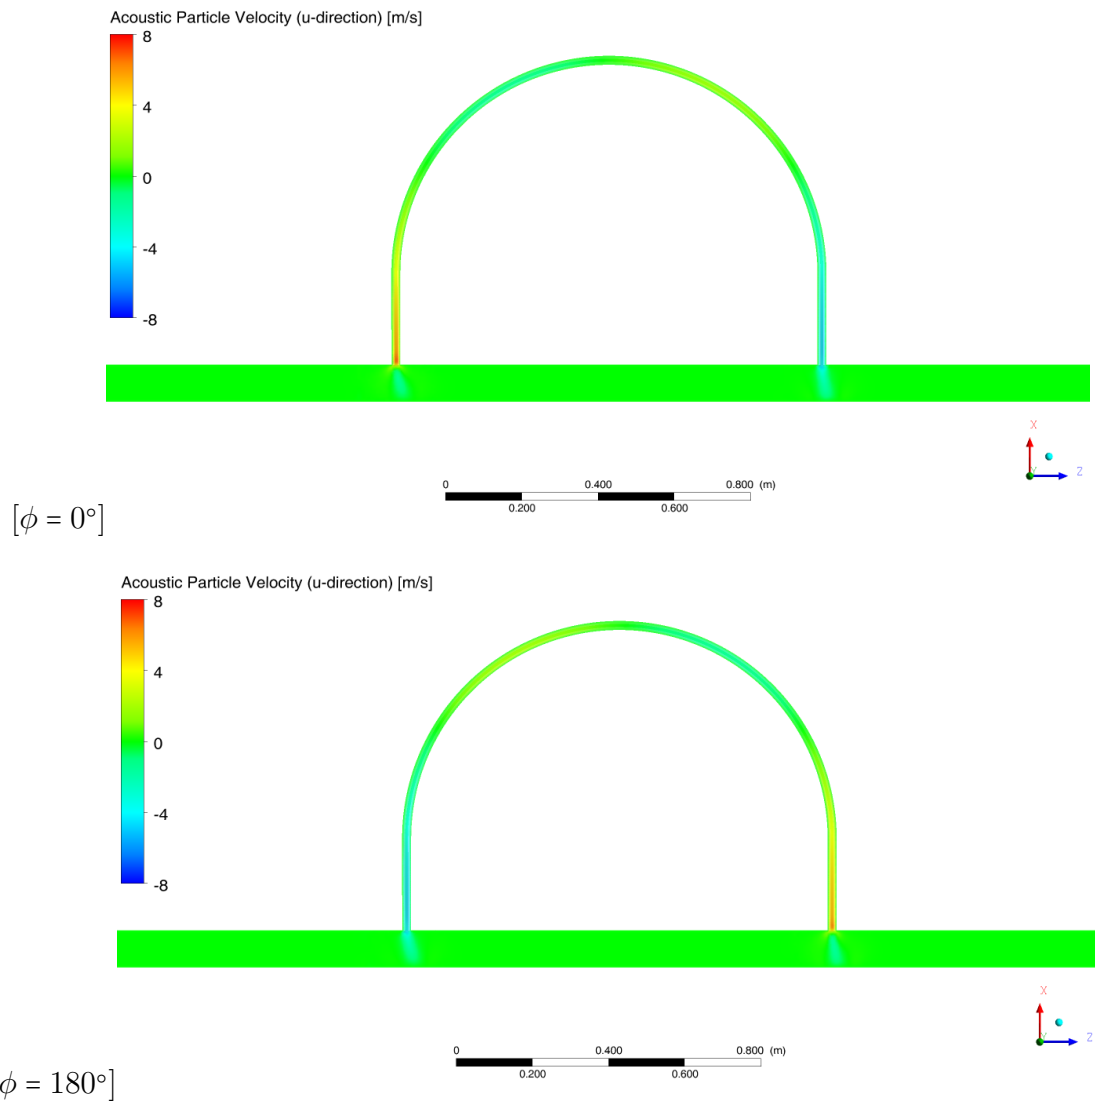 Acoustic Particle Velocity (u-direction) [m/s]
8
4
0
-4
-8
X
Y
Z
0 0.400 0.800 (m)
0.200 0.600
[ϕ = 0°]
Acoustic Particle Velocity (u-direction) [m/s]
8
4
0
-4
-8
X
Y
Z
0 0.400 0.800 (m)
0.200 0.600
ϕ = 180°]